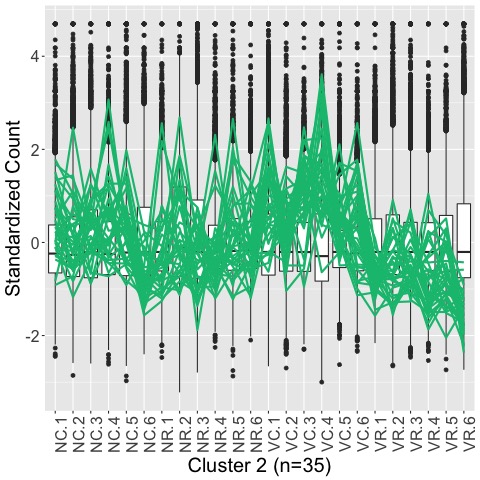 Standardized Count
4
2
0
-2
NC.1 NC.2 NC.3 NC.4 NC.5 NC.6 NR.1 NR.2 NR.3 NR.4 NR.5 NR.6 VC.1 VC.2 VC.3 VC.4 VC.5 VC.6 VR.1 VR.2 VR.3 VR.4 VR.5 VR.6
Cluster 2 (n=35)